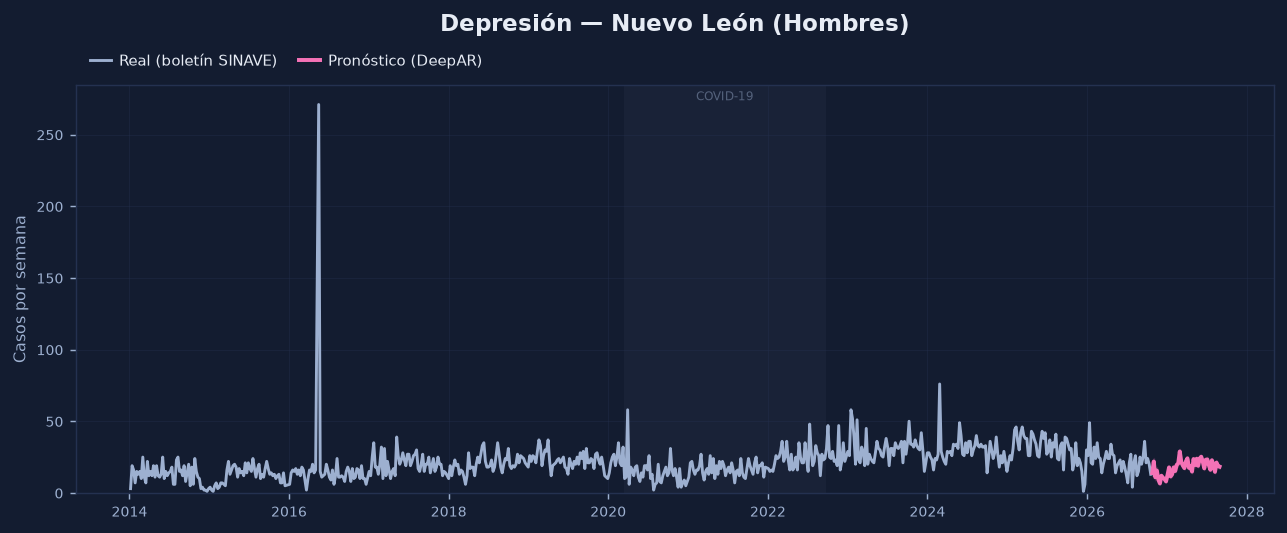 Depresión — Nuevo León (Hombres)
Real (boletín SINAVE)
Pronóstico (DeepAR)
COVID-19
Casos por semana
250
200
150
100
50
0
2014
2016
2018
2020
2022
2024
2026
2028